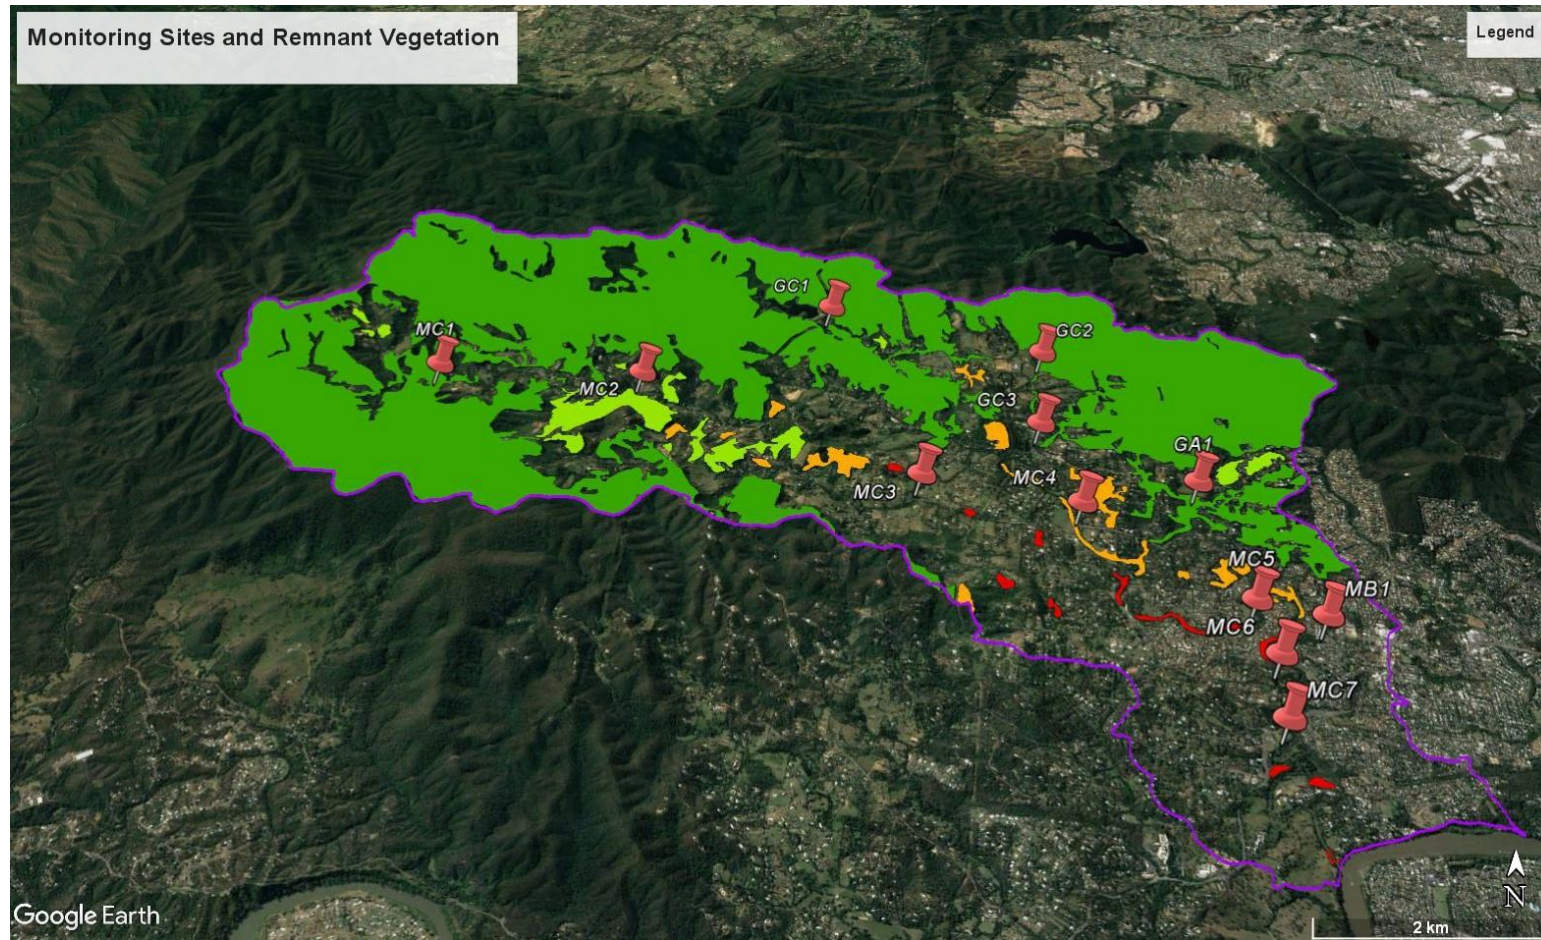 Monitoring Sites and Remnant Vegetation
Legend
GC1
MC1
GC2
MC2
GC3
GA1
MC4
MC3
MC5
MB1
MC6
MC7
Google Earth
N
2 km